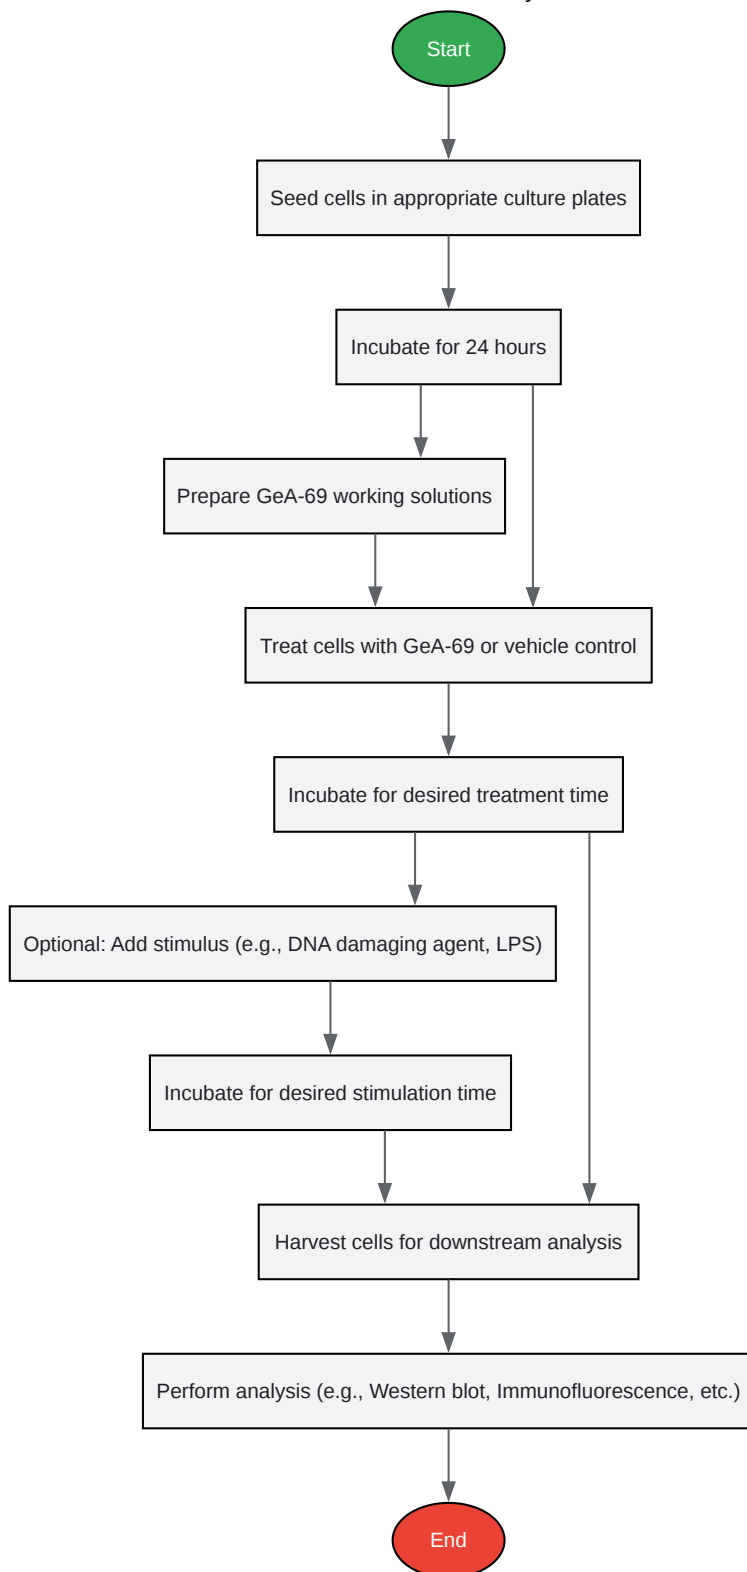 Start
Seed cells in appropriate culture plates
Incubate for 24 hours
Prepare GeA-69 working solutions
Treat cells with GeA-69 or vehicle control
Incubate for desired treatment time
Optional: Add stimulus (e.g., DNA damaging agent, LPS)
Incubate for desired stimulation time
Harvest cells for downstream analysis
Perform analysis (e.g., Western blot, Immunofluorescence, etc.)
End